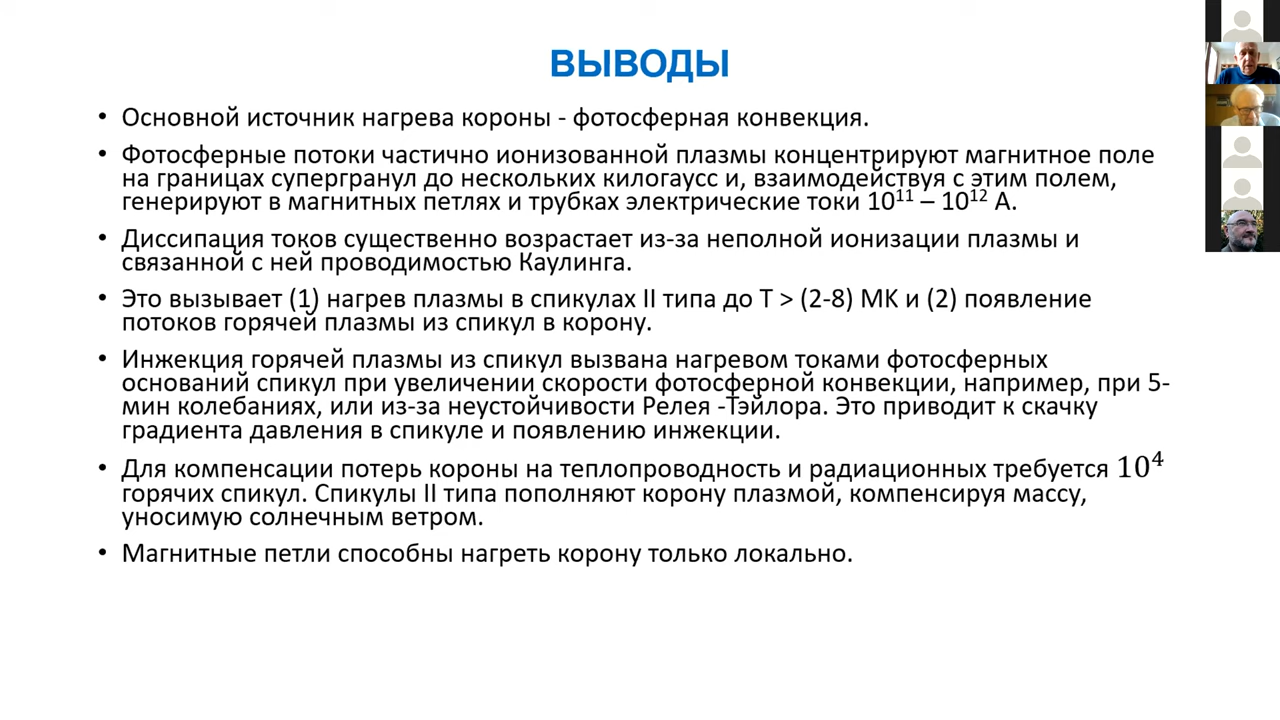 ВЫВОДЫ
• Основной источник нагрева короны - фотосферная конвекция.
• Фотосферные потоки частично ионизованной плазмы концентрируют магнитное поле
на границах супергранул до нескольких килогаусс и, взаимодействуя с этим полем,
генерируют в магнитных петлях и трубках электрические токи 10¹¹ – 10¹² А.
• Диссипация токов существенно возрастает из-за неполной ионизации плазмы и
связанной с ней проводимостью Каулинга.
• Это вызывает (1) нагрев плазмы в спикулах II типа до T > (2-8) MK и (2) появление
потоков горячей плазмы из спикул в корону.
• Инжекция горячей плазмы из спикул вызвана нагревом токами фотосферных
оснований спикул при увеличении скорости фотосферной конвекции, например, при 5-
мин колебаниях, или из-за неустойчивости Релея -Тэйлора. Это приводит к скачку
градиента давления в спикуле и появлению инжекции.
• Для компенсации потерь короны на теплопроводность и радиационных требуется 10⁴
горячих спикул. Спикулы II типа пополняют корону плазмой, компенсируя массу,
уносимую солнечным ветром.
• Магнитные петли способны нагреть корону только локально.